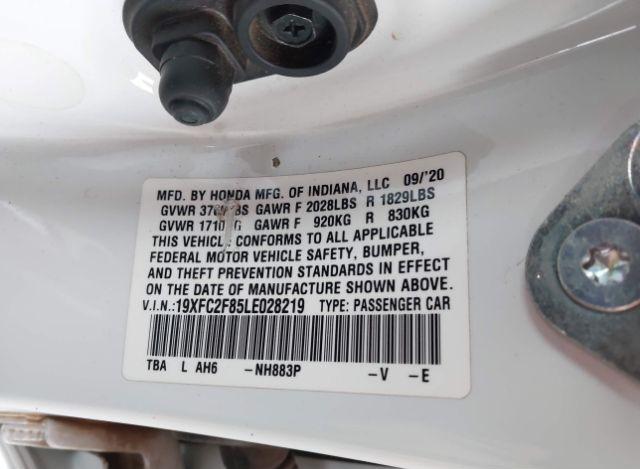 MFD. BY HONDA MFG. OF INDIANA, LLC 09/'20
GVWR GAWR F 2028LBS R 1829LBS
GVWR GAWR F 920KG R 830KG
THIS VEHICLE CONFORMS TO ALL APPLICABLE
FEDERAL MOTOR VEHICLE SAFETY, BUMPER,
AND THEFT PREVENTION STANDARDS IN EFFECT
ON THE DATE OF MANUFACTURE SHOWN ABOVE.
V.I.N.:19XFC2F85LE028219 TYPE: PASSENGER CAR
TBA L AH6 -NH883P -V -E